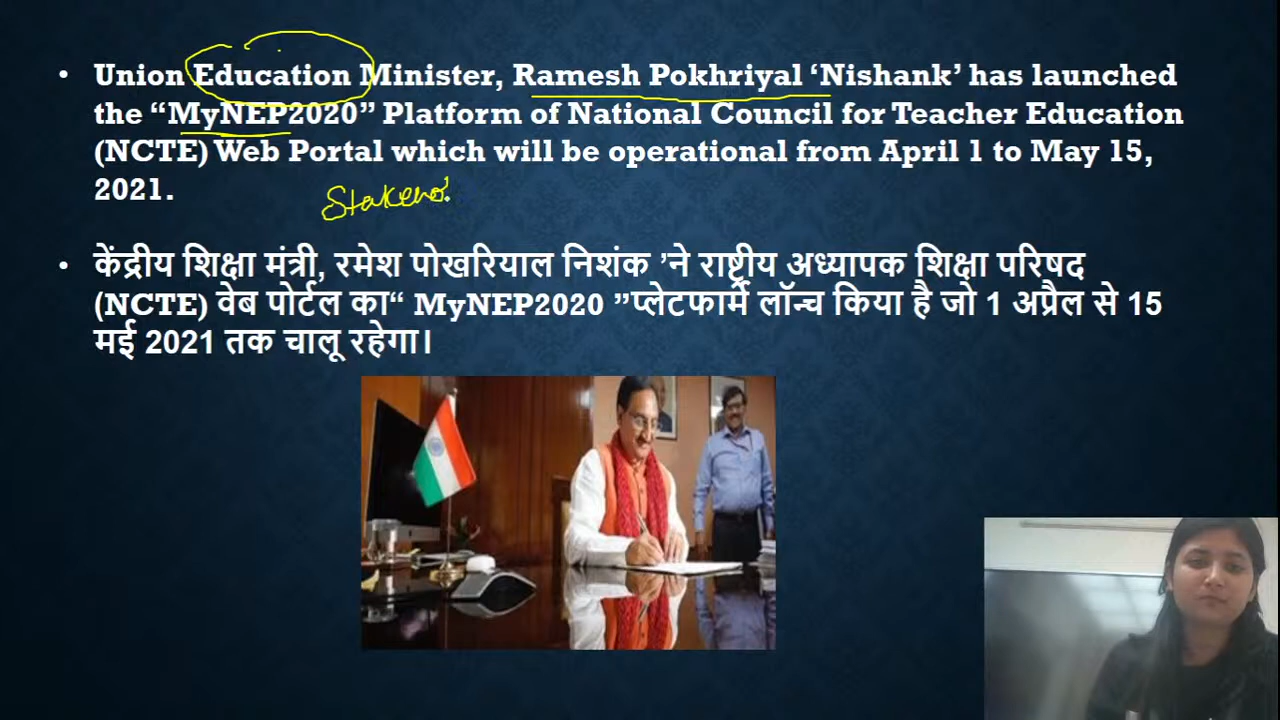 • Union Education Minister, Ramesh Pokhriyal ‘Nishank’ has launched
the “MyNEP2020” Platform of National Council for Teacher Education
(NCTE) Web Portal which will be operational from April 1 to May 15,
2021.
• केंद्रीय शिक्षा मंत्री, रमेश पोखरियाल निशंक ’ने राष्ट्रीय अध्यापक शिक्षा परिषद
(NCTE) वेब पोर्टल का“ MyNEP2020 ”प्लेटफार्म लॉन्च किया है जो 1 अप्रैल से 15
मई 2021 तक चालू रहेगा।